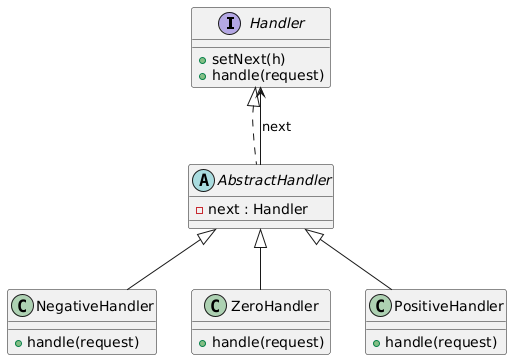 I Handler
setNext(h)
handle(request)
next
A AbstractHandler
next : Handler
C NegativeHandler
handle(request)
C ZeroHandler
handle(request)
C PositiveHandler
handle(request)